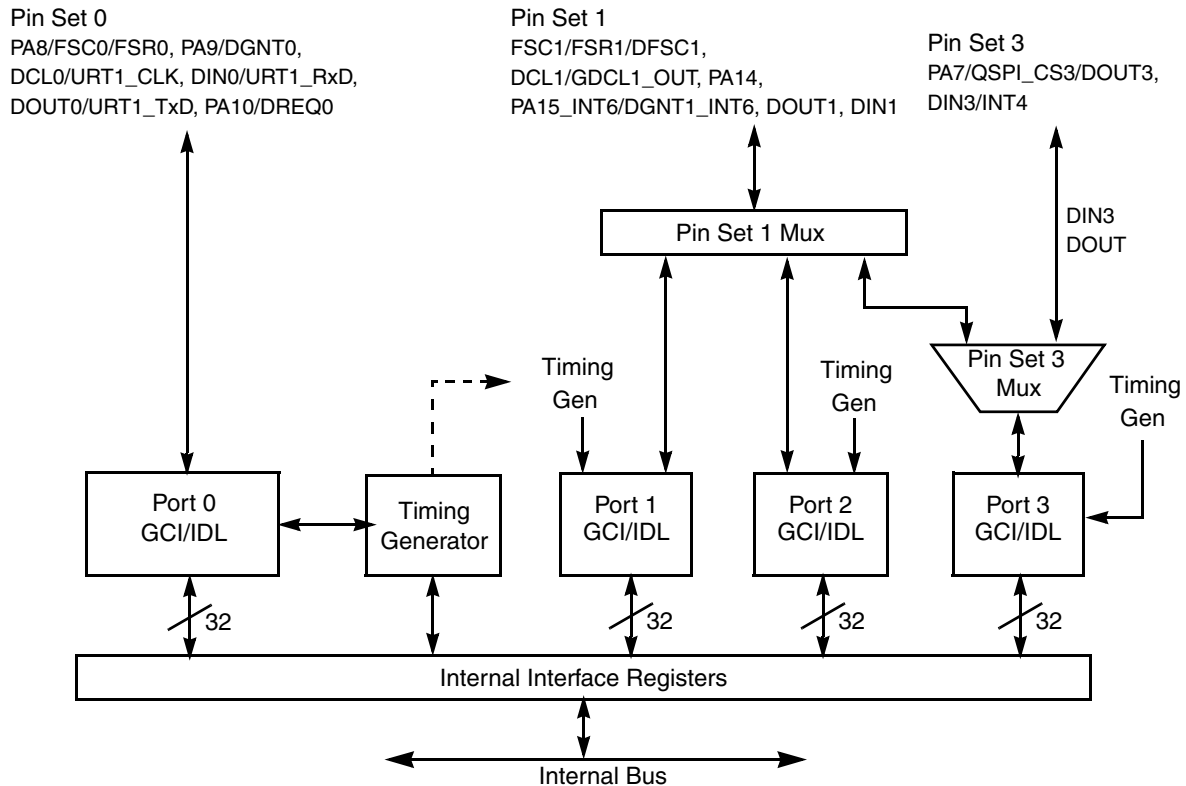 Pin Set 0
PA8/FSC0/FSR0, PA9/DGNT0,
DCL0/URT1_CLK, DIN0/URT1_RxD,
DOUT0/URT1_TxD, PA10/DREQ0
Pin Set 1
FSC1/FSR1/DFSC1,
DCL1/GDCL1_OUT, PA14,
PA15_INT6/DGNT1_INT6, DOUT1, DIN1
Pin Set 3
PA7/QSPI_CS3/DOUT3,
DIN3/INT4
DIN3
DOUT
Pin Set 1 Mux
Pin Set 3
Mux
Timing
Gen
Timing
Gen
Timing
Gen
Port 0
GCI/IDL
Timing
Generator
Port 1
GCI/IDL
Port 2
GCI/IDL
Port 3
GCI/IDL
32
32
32
32
Internal Interface Registers
Internal Bus